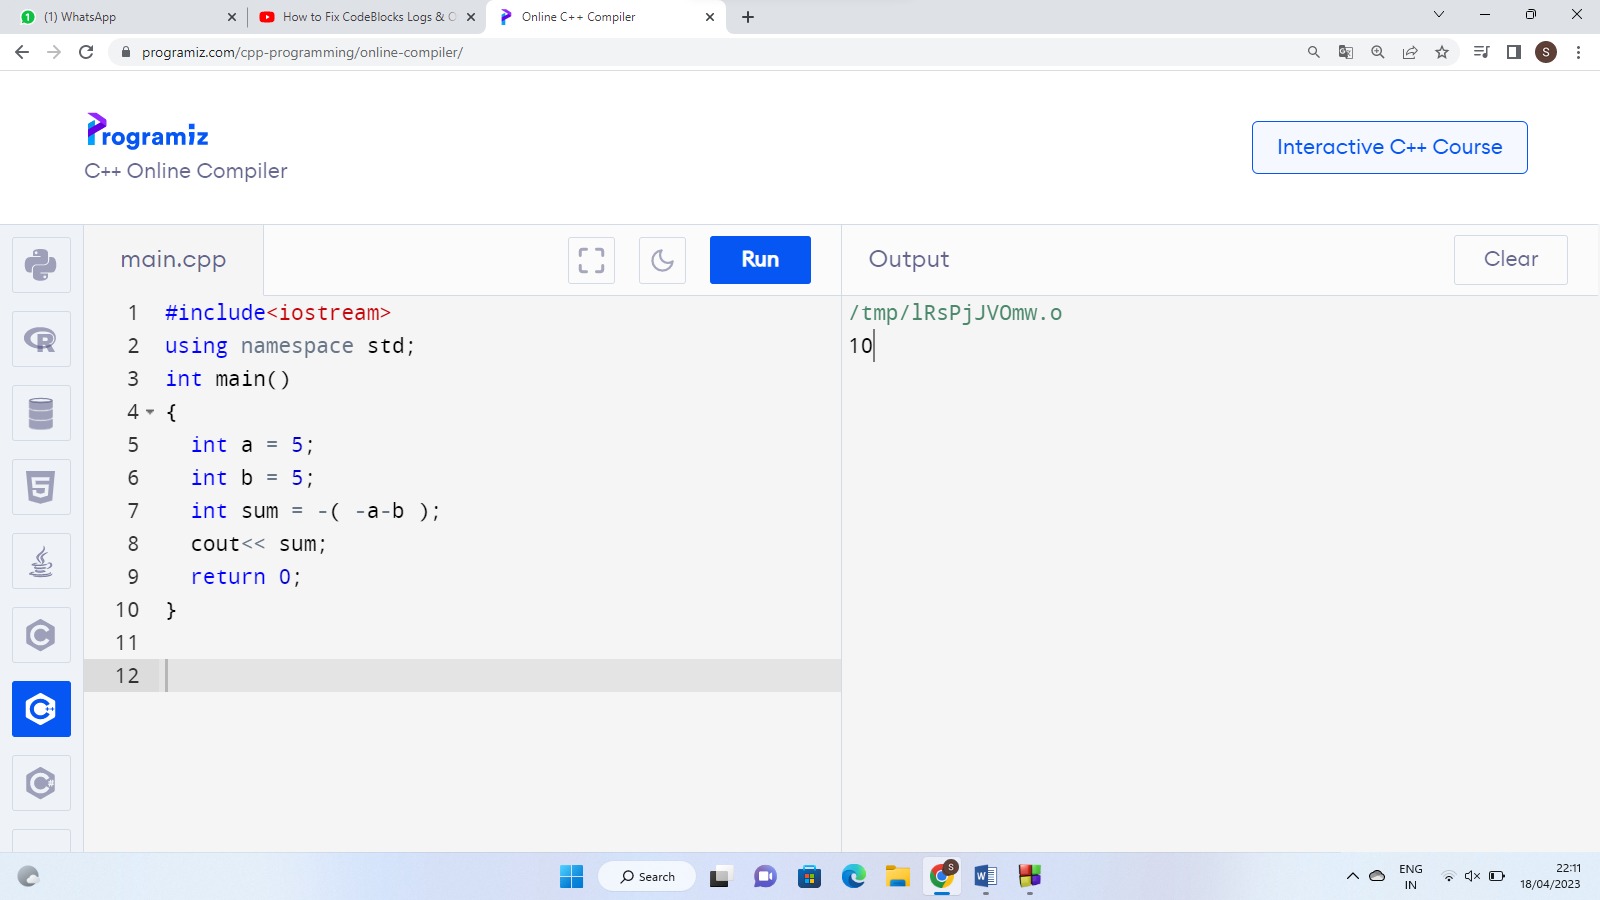 (1) WhatsApp
How to Fix CodeBlocks Logs & O
Online C++ Compiler
programiz.com/cpp-programming/online-compiler/
S
Programiz
C++ Online Compiler
Interactive C++ Course
main.cpp
Run
Output
Clear
1 #include<iostream>
2 using namespace std;
3 int main()
4 {
5 int a = 5;
6 int b = 5;
7 int sum = -( -a-b );
8 cout<< sum;
9 return 0;
10 }
11
12
/tmp/lRsPjJVOmw.o
10
Search
ENG
IN
22:11
18/04/2023